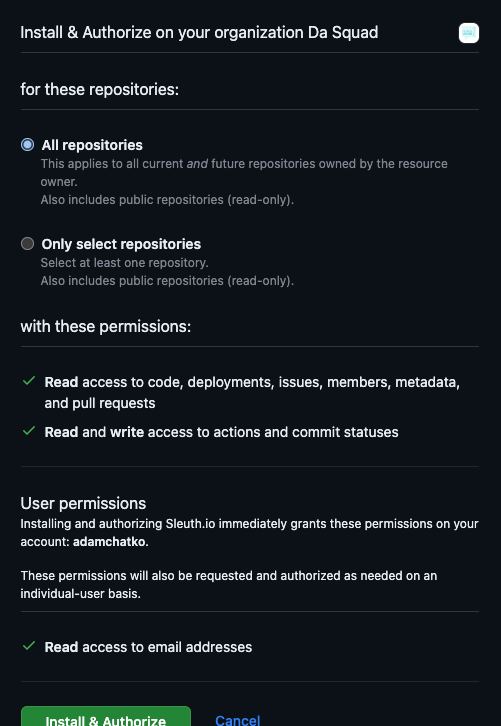 Install & Authorize on your organization Da Squad
for these repositories:
All repositories
This applies to all current and future repositories owned by the resource
owner.
Also includes public repositories (read-only).
Only select repositories
Select at least one repository.
Also includes public repositories (read-only).
with these permissions:
Read access to code, deployments, issues, members, metadata,
and pull requests
Read and write access to actions and commit statuses
User permissions
Installing and authorizing Sleuth.io immediately grants these permissions on your
account: adamchatko.
These permissions will also be requested and authorized as needed on an
individual-user basis.
Read access to email addresses
Install & Authorize Cancel